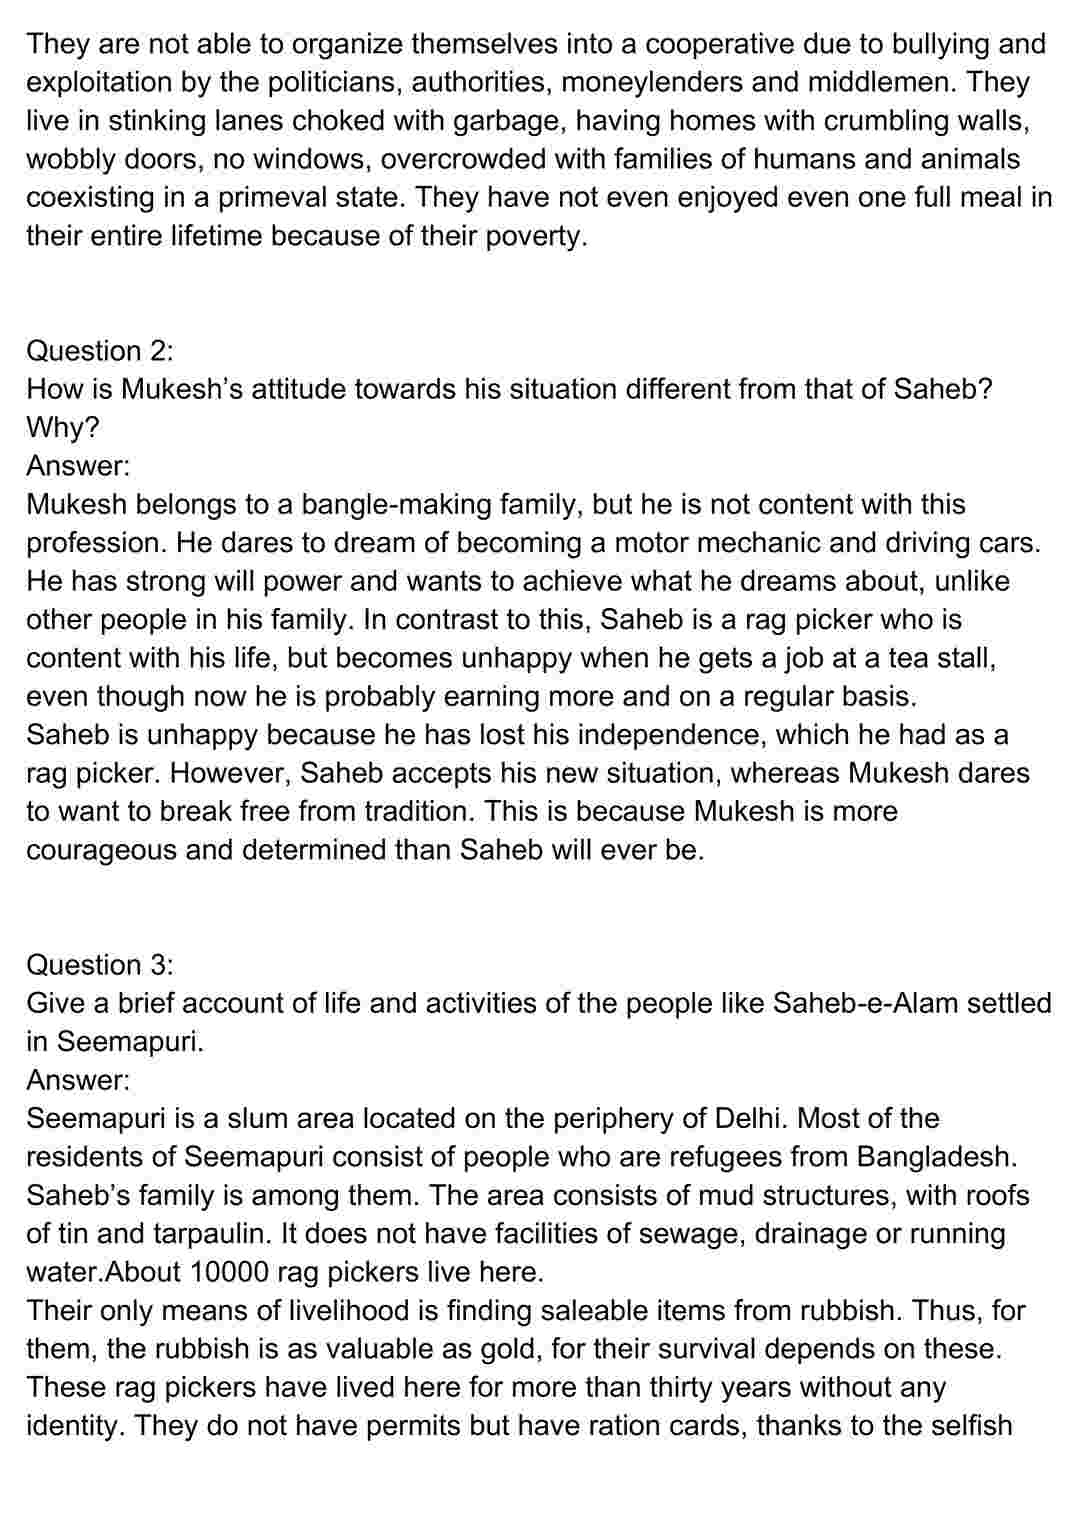 They are not able to organize themselves into a cooperative due to bullying and
exploitation by the politicians, authorities, moneylenders and middlemen. They
live in stinking lanes choked with garbage, having homes with crumbling walls,
wobbly doors, no windows, overcrowded with families of humans and animals
coexisting in a primeval state. They have not even enjoyed even one full meal in
their entire lifetime because of their poverty.
Question 2:
How is Mukesh’s attitude towards his situation different from that of Saheb?
Why?
Answer:
Mukesh belongs to a bangle-making family, but he is not content with this
profession. He dares to dream of becoming a motor mechanic and driving cars.
He has strong will power and wants to achieve what he dreams about, unlike
other people in his family. In contrast to this, Saheb is a rag picker who is
content with his life, but becomes unhappy when he gets a job at a tea stall,
even though now he is probably earning more and on a regular basis.
Saheb is unhappy because he has lost his independence, which he had as a
rag picker. However, Saheb accepts his new situation, whereas Mukesh dares
to want to break free from tradition. This is because Mukesh is more
courageous and determined than Saheb will ever be.
Question 3:
Give a brief account of life and activities of the people like Saheb-e-Alam settled
in Seemapuri.
Answer:
Seemapuri is a slum area located on the periphery of Delhi. Most of the
residents of Seemapuri consist of people who are refugees from Bangladesh.
Saheb’s family is among them. The area consists of mud structures, with roofs
of tin and tarpaulin. It does not have facilities of sewage, drainage or running
water.About 10000 rag pickers live here.
Their only means of livelihood is finding saleable items from rubbish. Thus, for
them, the rubbish is as valuable as gold, for their survival depends on these.
These rag pickers have lived here for more than thirty years without any
identity. They do not have permits but have ration cards, thanks to the selfish